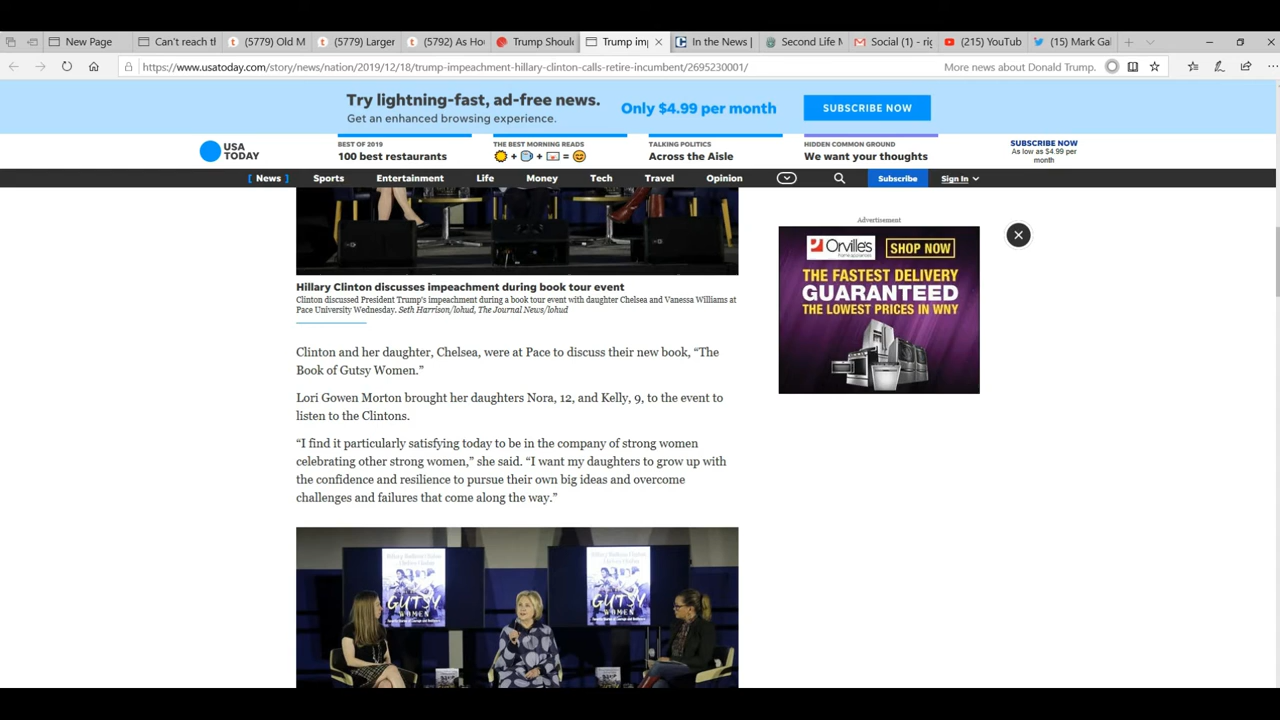 New Page
Can't reach th
(5779) Old M
(5779) Larger
(5792) As Ho
Trump Should
Trump imp
In the News |
Second Life M
Social (1) - rig
(215) YouTube
(15) Mark Ga
https://www.usatoday.com/story/news/nation/2019/12/18/trump-impeachment-hillary-clinton-calls-retire-incumbent/2695230001/
More news about Donald Trump.
Try lightning-fast, ad-free news.
Get an enhanced browsing experience.
Only $4.99 per month
SUBSCRIBE NOW
USA
TODAY
BEST OF 2019
100 best restaurants
THE BEST MORNING READS
TALKING POLITICS
Across the Aisle
HIDDEN COMMON GROUND
We want your thoughts
SUBSCRIBE NOW
As low as $4.99 per
month
[ News ]
Sports
Entertainment
Life
Money
Tech
Travel
Opinion
Subscribe
Sign In
Hillary Clinton discusses impeachment during book tour event
Clinton discussed President Trump's impeachment during a book tour event with daughter Chelsea and Vanessa Williams at
Pace University Wednesday. Seth Harrison/lohud, The Journal News/lohud
Clinton and her daughter, Chelsea, were at Pace to discuss their new book, “The
Book of Gutsy Women.”
Lori Gowen Morton brought her daughters Nora, 12, and Kelly, 9, to the event to
listen to the Clintons.
“I find it particularly satisfying today to be in the company of strong women
celebrating other strong women,” she said. “I want my daughters to grow up with
the confidence and resilience to pursue their own big ideas and overcome
challenges and failures that come along the way.”
Advertisement
Orville's
home appliances
SHOP NOW
THE FASTEST DELIVERY
GUARANTEED
THE LOWEST PRICES IN WNY
GUTSY
WOMEN
GUTSY
WOMEN